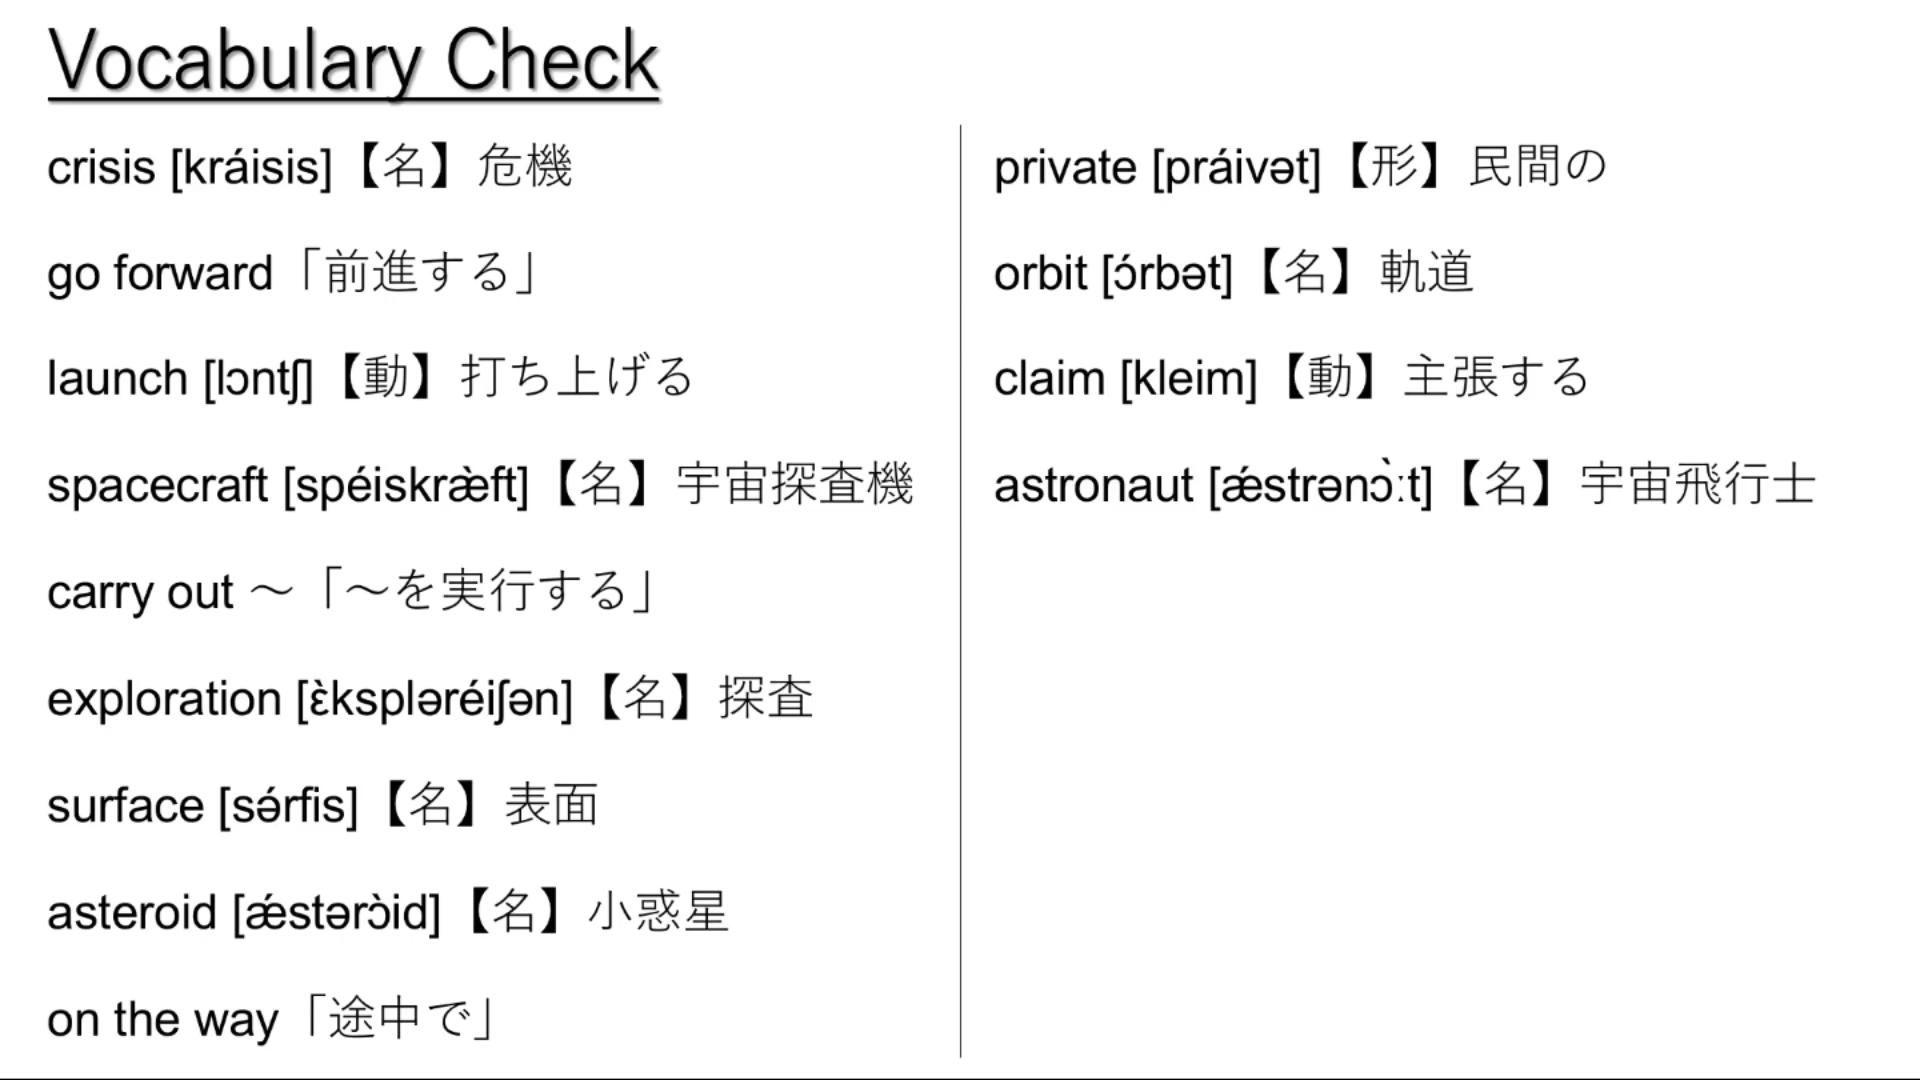 Vocabulary Check
crisis [kráisis]【名】危機
go forward「前進する」
launch [lɔntʃ]【動】打ち上げる
spacecraft [spéiskræ̀ft]【名】宇宙探査機
carry out ～「～を実行する」
exploration [ɛ̀kspləréiʃən]【名】探査
surface [sə́rfis]【名】表面
asteroid [ǽstərɔ̀id]【名】小惑星
on the way「途中で」
private [práivət]【形】民間の
orbit [ɔ́rbət]【名】軌道
claim [kleim]【動】主張する
astronaut [ǽstrənɔ̀ːt]【名】宇宙飛行士